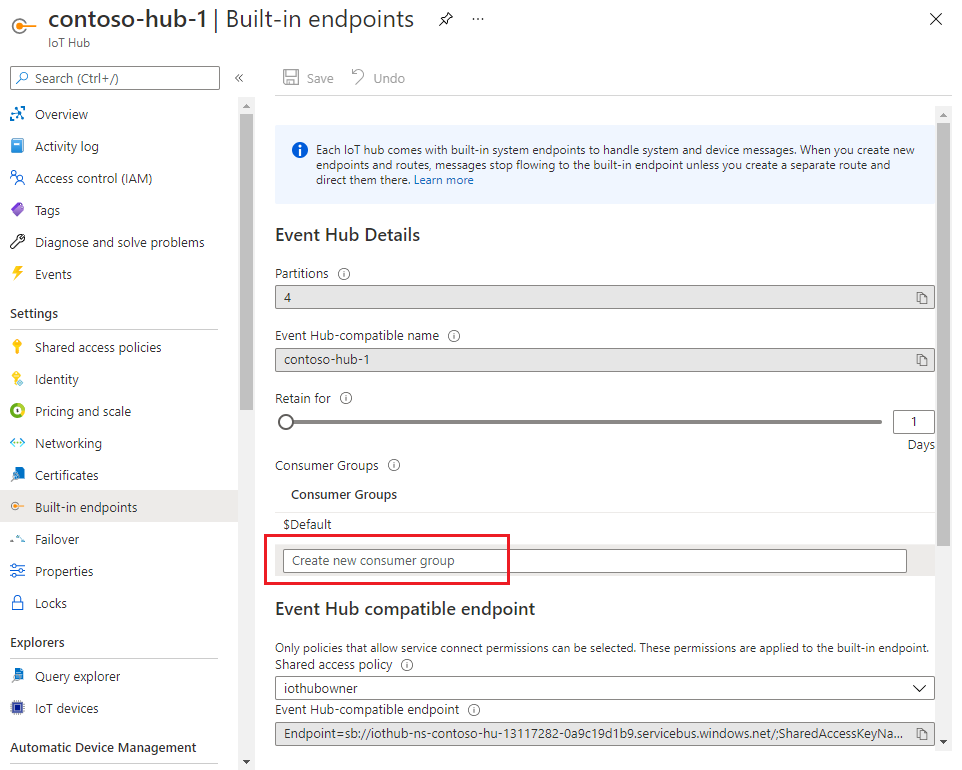 contoso-hub-1 | Built-in endpoints ...
IoT Hub
Search (Ctrl+/)
«
Overview
Activity log
Access control (IAM)
Tags
Diagnose and solve problems
Events
Settings
Shared access policies
Identity
Pricing and scale
Networking
Certificates
Built-in endpoints
Failover
Properties
Locks
Explorers
Query explorer
IoT devices
Automatic Device Management
Save Undo
Each IoT hub comes with built-in system endpoints to handle system and device messages. When you create new
endpoints and routes, messages stop flowing to the built-in endpoint unless you create a separate route and
direct them there. Learn more
Event Hub Details
Partitions
4
Event Hub-compatible name
contoso-hub-1
Retain for
1
Days
Consumer Groups
Consumer Groups
$Default
Create new consumer group
Event Hub compatible endpoint
Only policies that allow service connect permissions can be selected. These permissions are applied to the built-in endpoint.
Shared access policy
iothubowner
Event Hub-compatible endpoint
Endpoint=sb://iothub-ns-contoso-hu-13117282-0a9c19d1b9.servicebus.windows.net/;SharedAccessKeyNa...